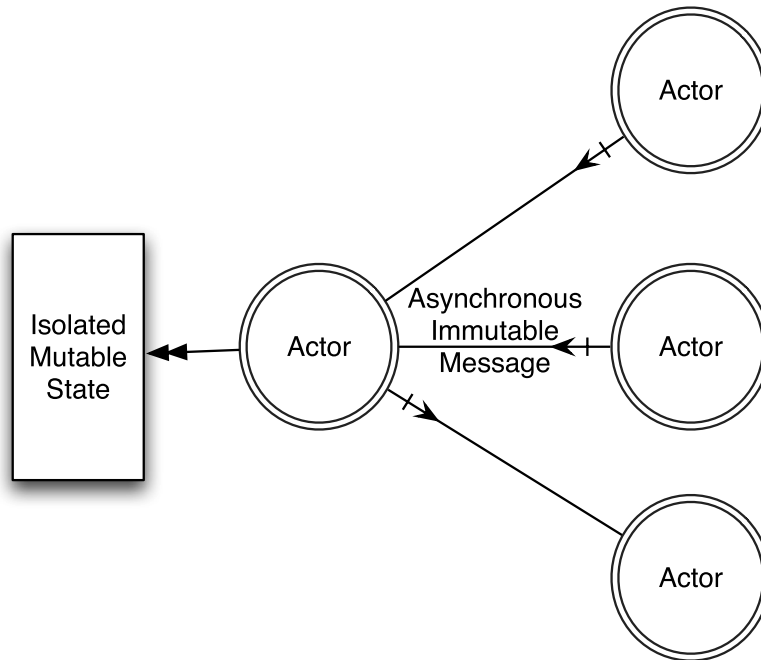 Actor
Asynchronous
Immutable
Message
Isolated
Mutable
State
Actor
Actor
Actor